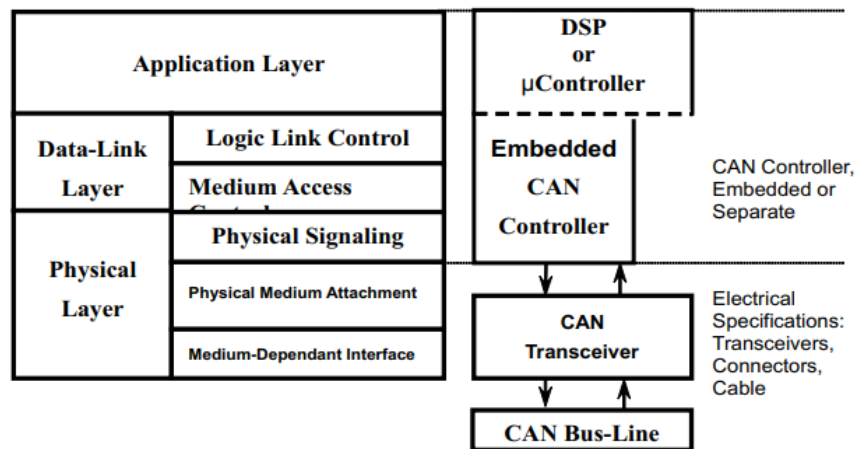 Application Layer
Data-Link
Layer
Logic Link Control
Medium Access
Physical
Layer
Physical Signaling
Physical Medium Attachment
Medium-Dependant Interface
DSP
or
µController
Embedded
CAN
Controller
CAN
Transceiver
CAN Bus-Line
CAN Controller,
Embedded or
Separate
Electrical
Specifications:
Transceivers,
Connectors,
Cable